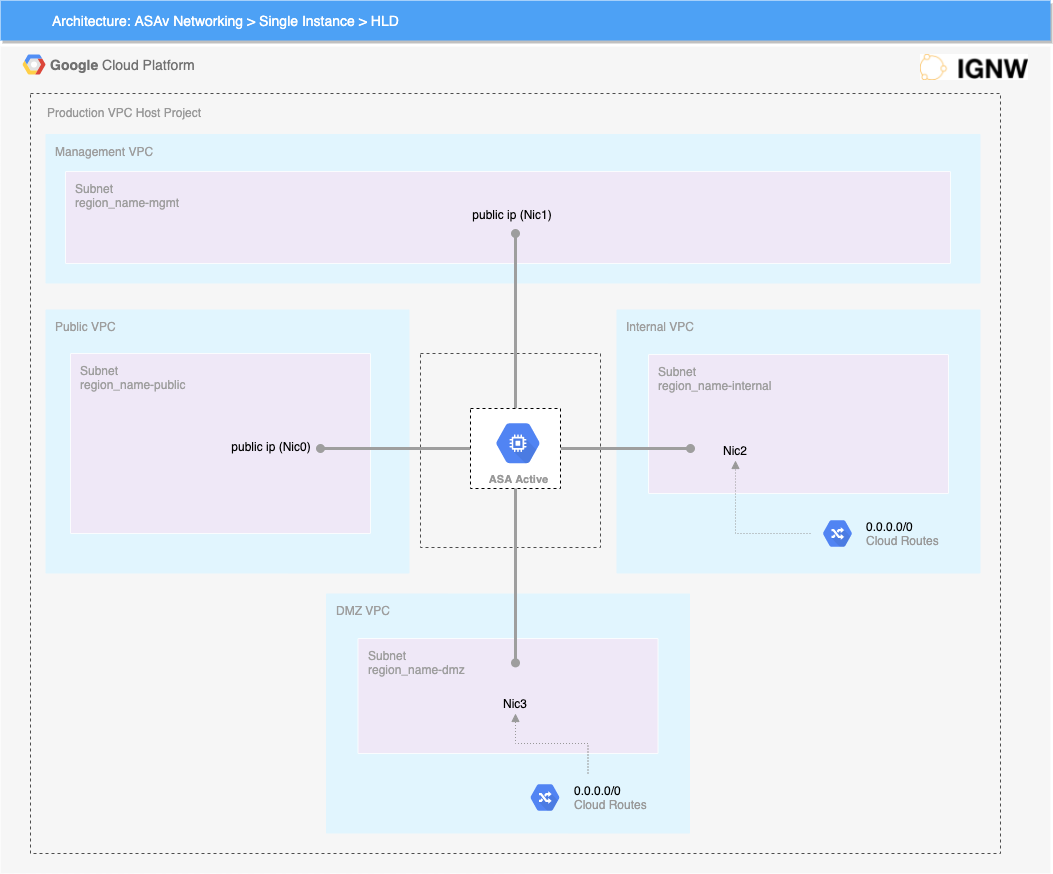 Architecture: ASAv Networking > Single Instance > HLD
Google Cloud Platform
IGNW
Production VPC Host Project
Management VPC
Subnet
region_name-mgmt
public ip (Nic1)
Public VPC
Subnet
region_name-public
public ip (Nic0)
ASA Active
Internal VPC
Subnet
region_name-internal
Nic2
0.0.0.0/0
Cloud Routes
DMZ VPC
Subnet
region_name-dmz
Nic3
0.0.0.0/0
Cloud Routes